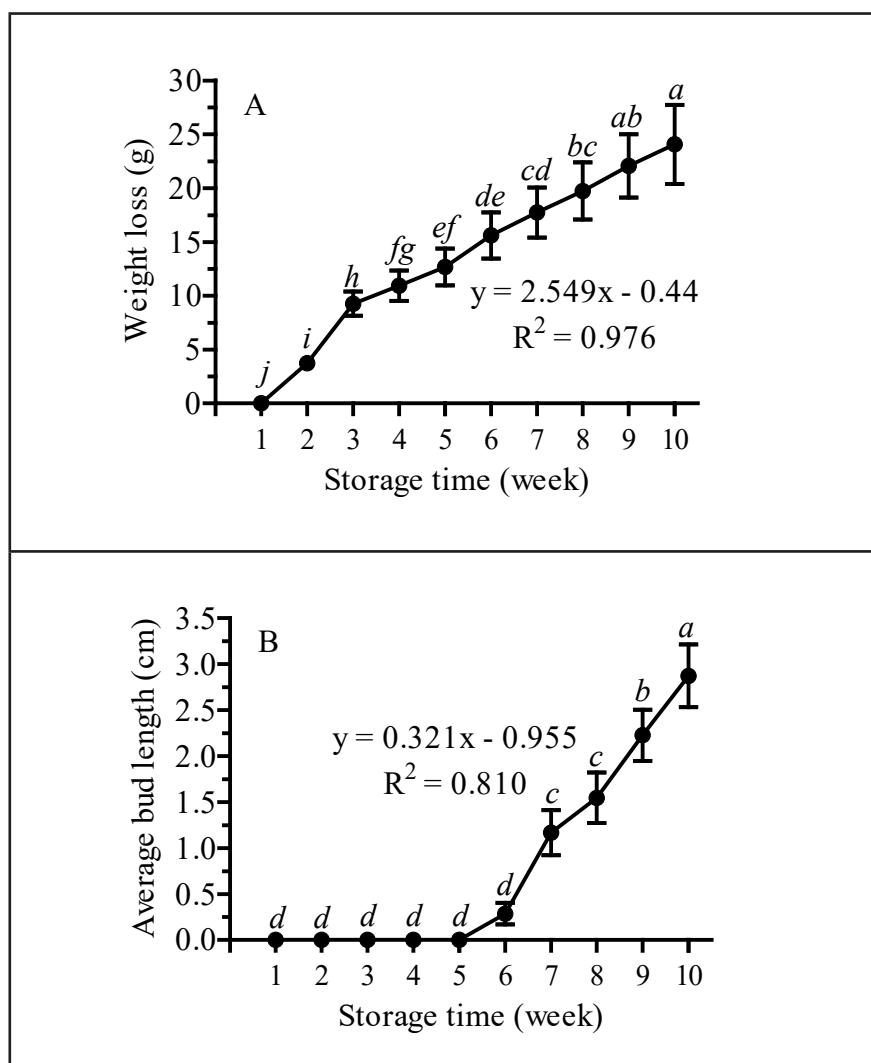 A
Weight loss (g)
30
25
20
15
10
5
0
j
i
h
fg
ef
de
cd
bc
ab
a
y = 2.549x - 0.44
R² = 0.976
1 2 3 4 5 6 7 8 9 10
Storage time (week)
B
Average bud length (cm)
3.5
3.0
2.5
2.0
1.5
1.0
0.5
0.0
d d d d d d c c b a
y = 0.321x - 0.955
R² = 0.810
1 2 3 4 5 6 7 8 9 10
Storage time (week)